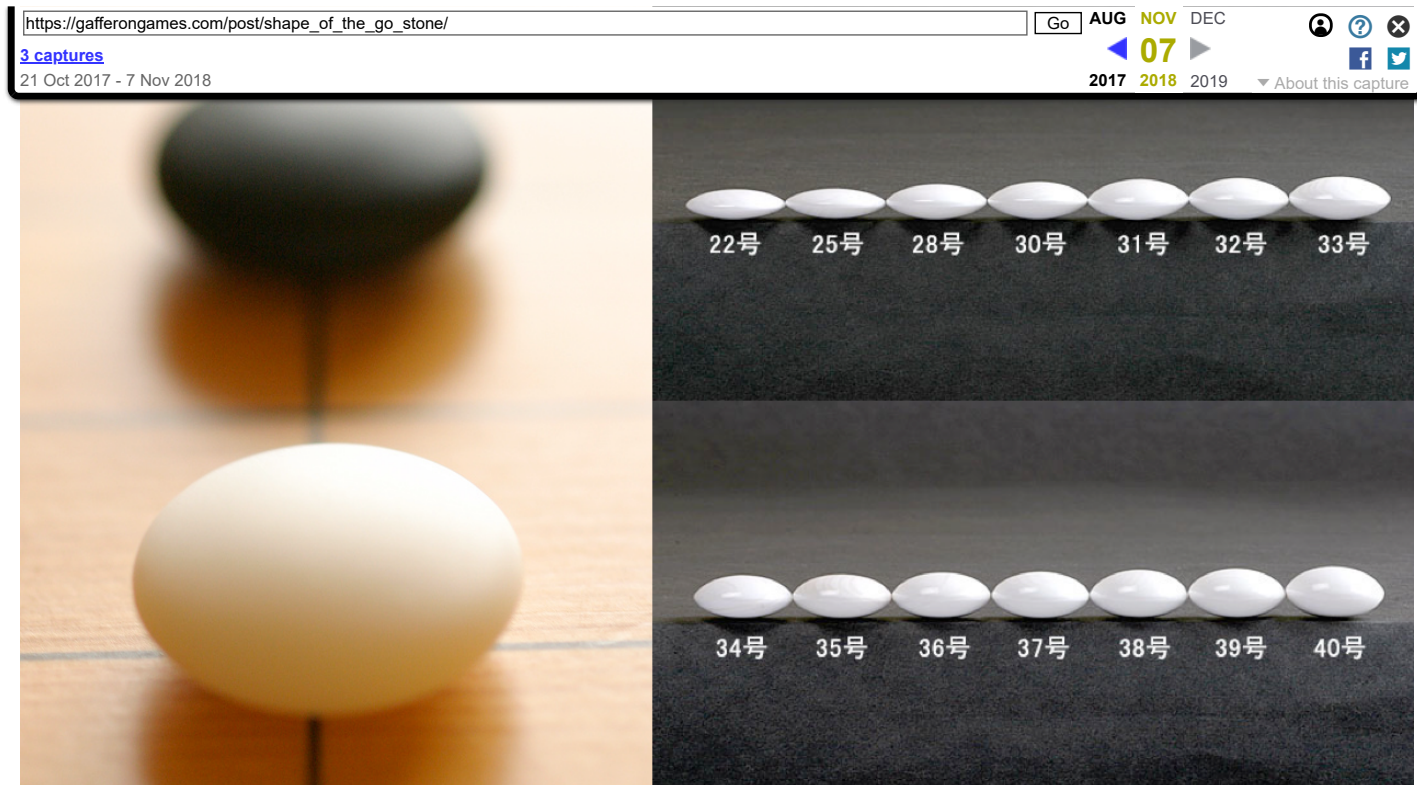 https://gafferongames.com/post/shape_of_the_go_stone/
Go
AUG NOV DEC
3 captures
07
21 Oct 2017 - 7 Nov 2018
2017 2018 2019
About this capture
22号 25号 28号 30号 31号 32号 33号
34号 35号 36号 37号 38号 39号 40号